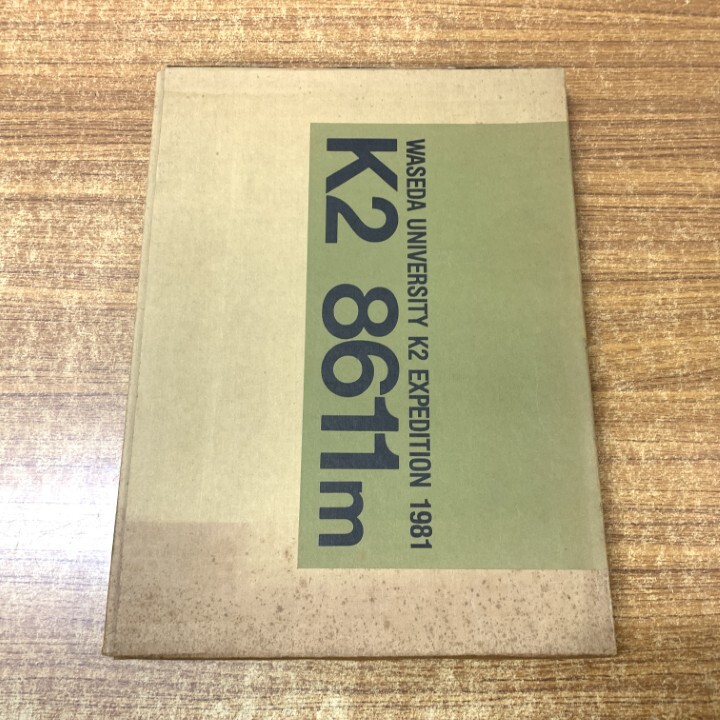 WASEDA UNIVERSITY K2 EXPEDITION 1981
K2 8611m